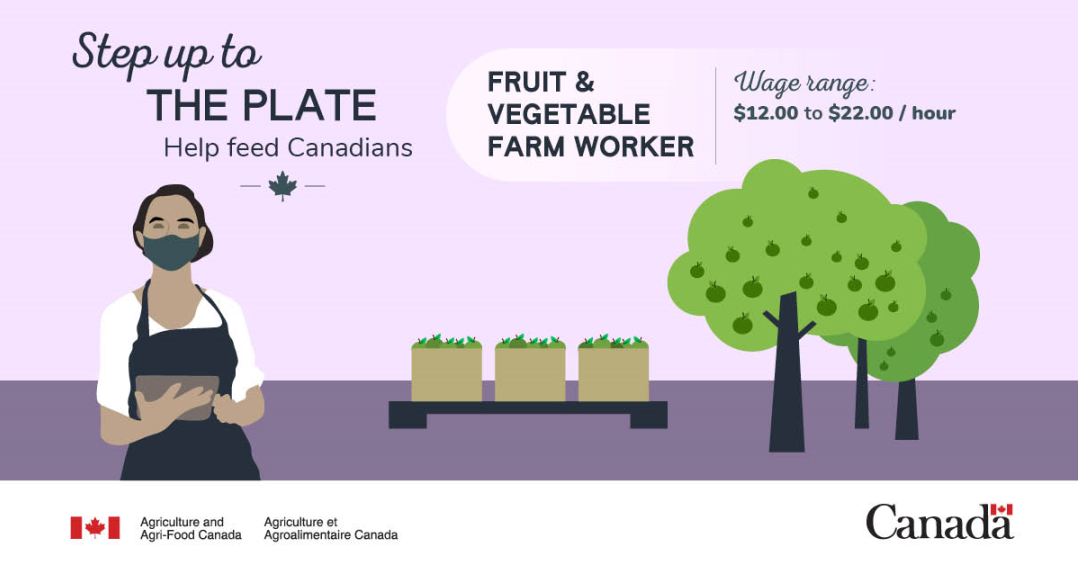 Step up to
THE PLATE
Help feed Canadians
FRUIT &
VEGETABLE
FARM WORKER
Wage range:
$12.00 to $22.00 / hour
Agriculture and
Agri-Food Canada
Agriculture et
Agroalimentaire Canada
Canada